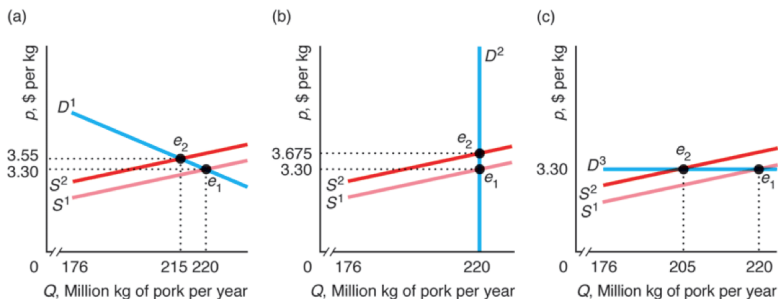 (a)
p, $ per kg
D1
e2
3.55
3.30
e1
S2
S1
0
176
215 220
Q, Million kg of pork per year
(b)
p, $ per kg
D2
e2
3.675
3.30
e1
S2
S1
0
176
220
Q, Million kg of pork per year
(c)
p, $ per kg
e2
3.30
D3
e1
S2
S1
0
176
205
220
Q, Million kg of pork per year